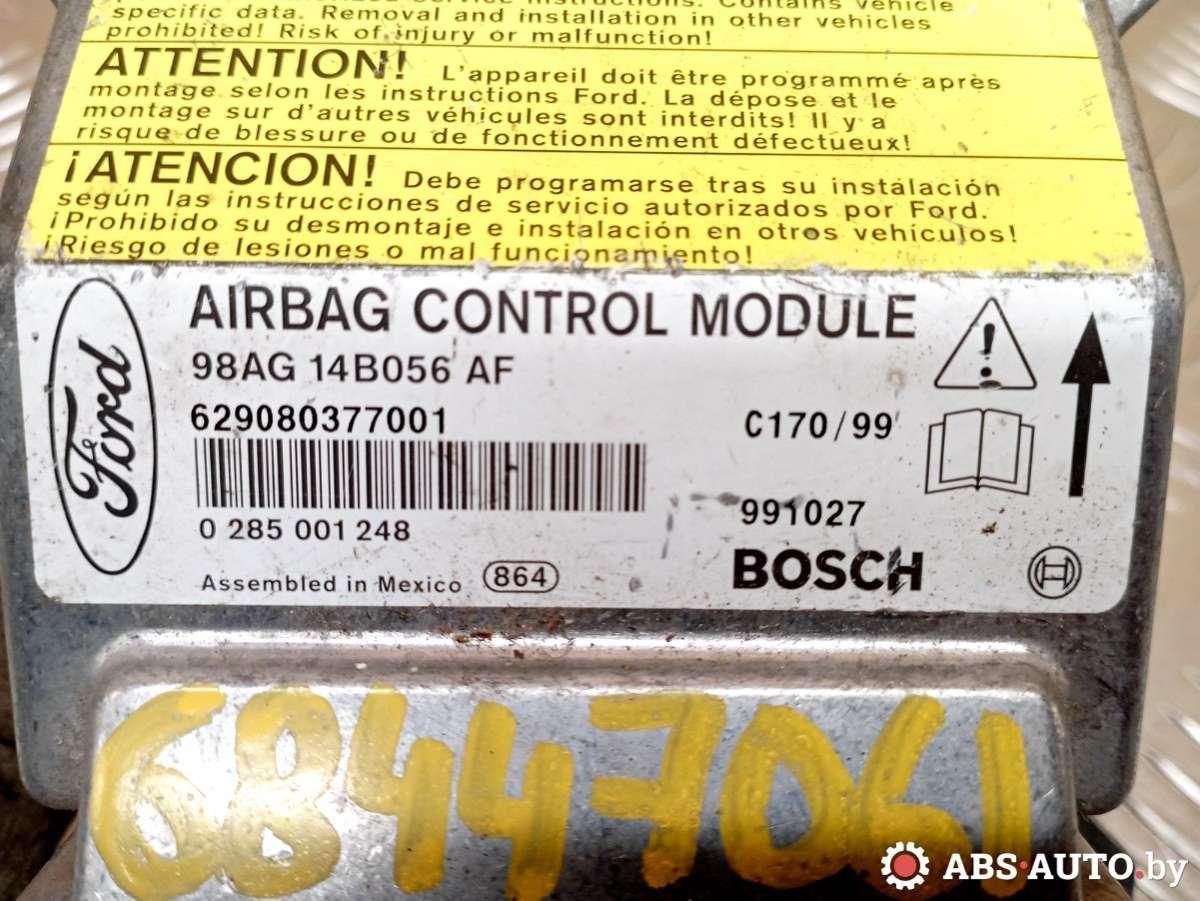 specific data. Removal and installation in other vehicles
prohibited! Risk of injury or malfunction!
ATTENTION! L'appareil doit être programmé après
montage selon les instructions Ford. La dépose et le
montage sur d'autres véhicules sont interdits! Il y a
risque de blessure ou de fonctionnement défectueux!
¡ATENCION! Debe programarse tras su instalación
según las instrucciones de servicio autorizados por Ford.
¡Prohibido su desmontaje e instalación en otros vehículos!
¡Riesgo de lesiones o mal funcionamiento!
Ford
AIRBAG CONTROL MODULE
98AG 14B056 AF
629080377001
C170/99
0 285 001 248
991027
Assembled in Mexico 864
BOSCH
68447061
ABS-AUTO.by